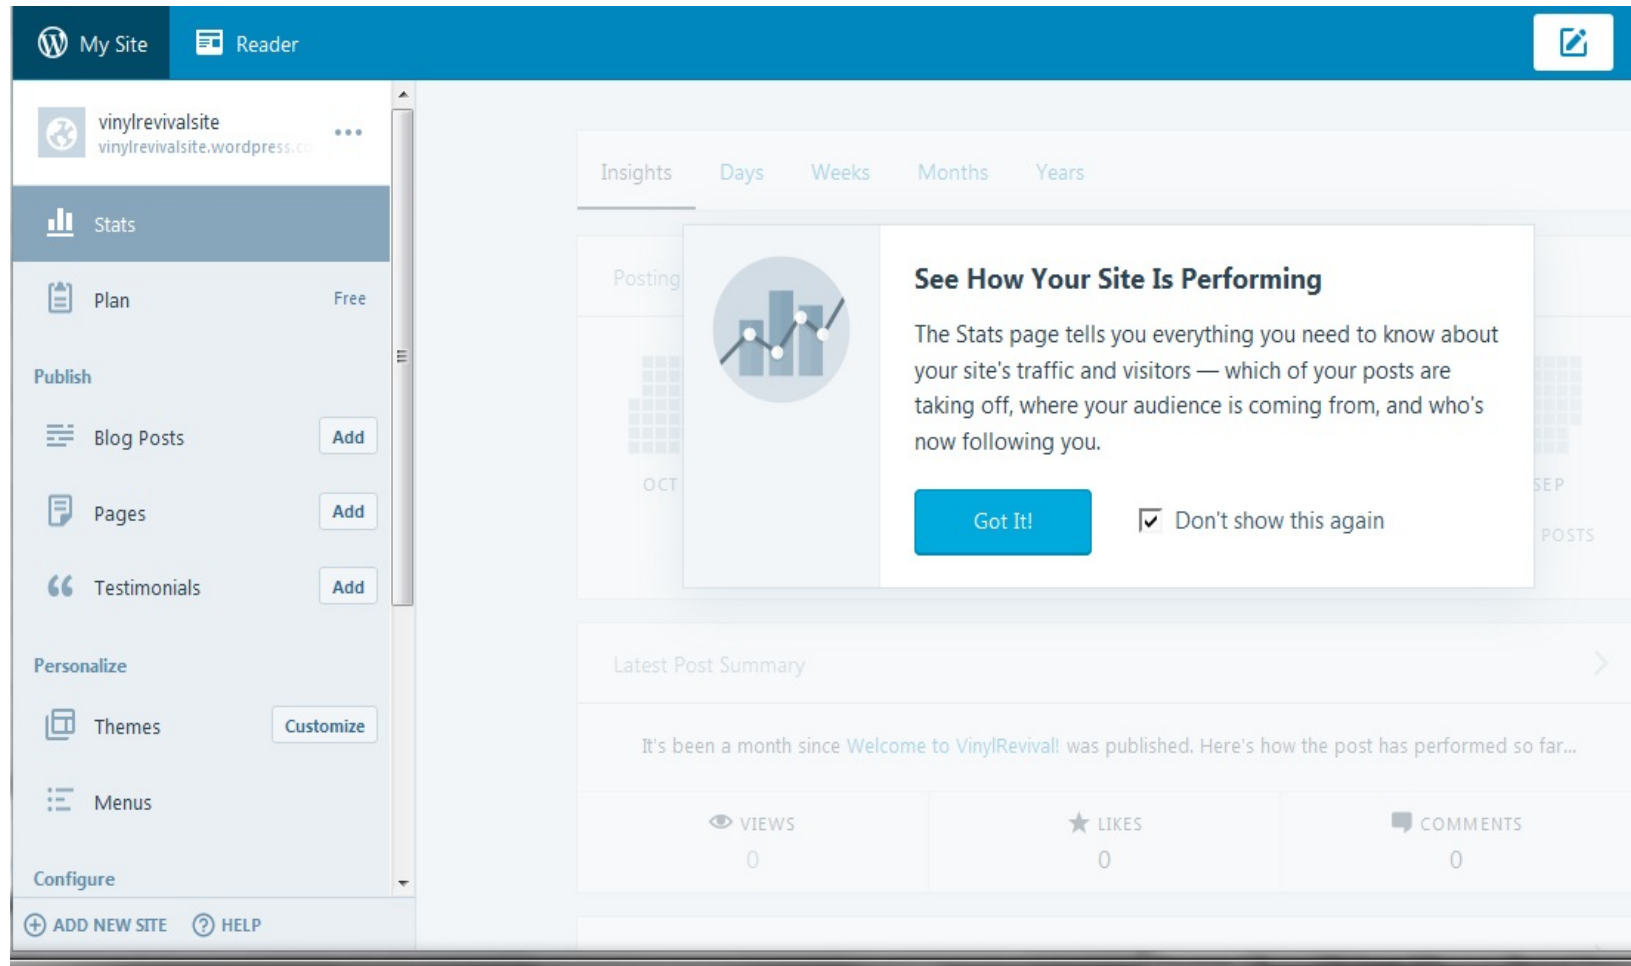 My Site
Reader
vinylrevivalsite
vinylrevivalsite.wordpress.co
Stats
Plan
Free
Publish
Blog Posts
Add
Pages
Add
Testimonials
Add
Personalize
Themes
Customize
Menus
Configure
ADD NEW SITE
HELP
Insights
Days
Weeks
Months
Years
Posting
OCT
SEP
POSTS
See How Your Site Is Performing
The Stats page tells you everything you need to know about
your site's traffic and visitors — which of your posts are
taking off, where your audience is coming from, and who's
now following you.
Got It!
Don't show this again
Latest Post Summary
It's been a month since Welcome to VinylRevival! was published. Here's how the post has performed so far...
VIEWS
0
LIKES
0
COMMENTS
0